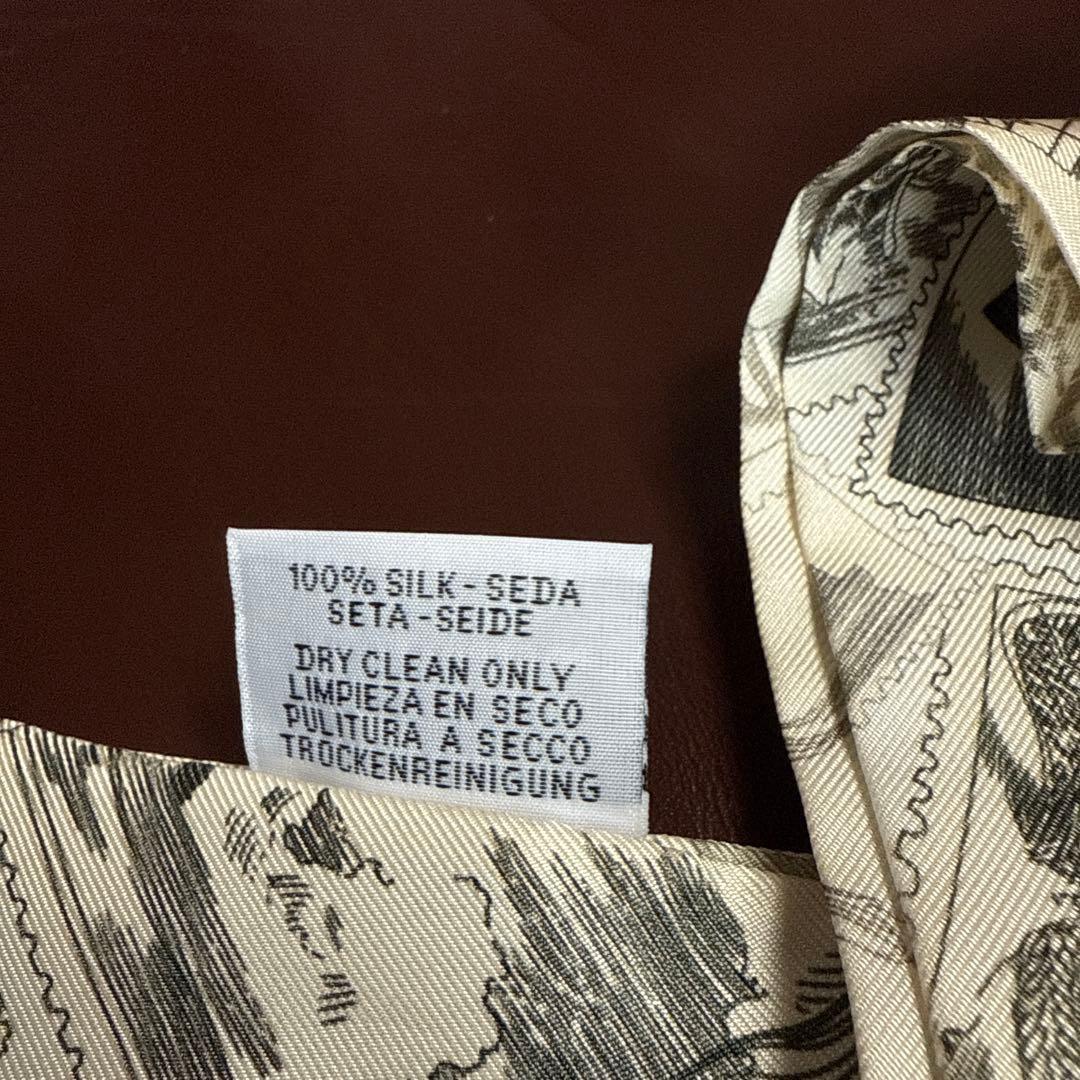 100% SILK - SEDA
SETA - SEIDE
DRY CLEAN ONLY
LIMPIEZA EN SECO
PULITURA A SECCO
TROCKENREINIGUNG